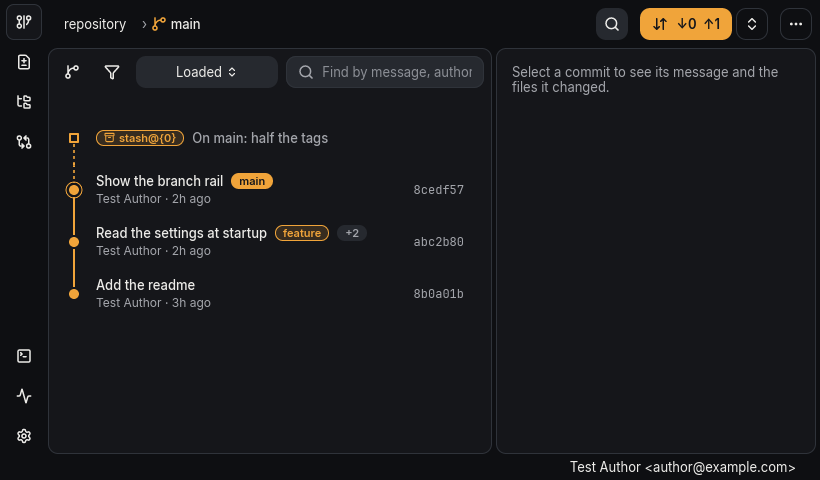 repository › main
↓0 ↑1
Loaded
Find by message, author
stash@{0} On main: half the tags
Show the branch rail main
Test Author · 2h ago
8cedf57
Read the settings at startup feature +2
Test Author · 2h ago
abc2b80
Add the readme
Test Author · 3h ago
8b0a01b
Select a commit to see its message and the
files it changed.
Test Author <author@example.com>